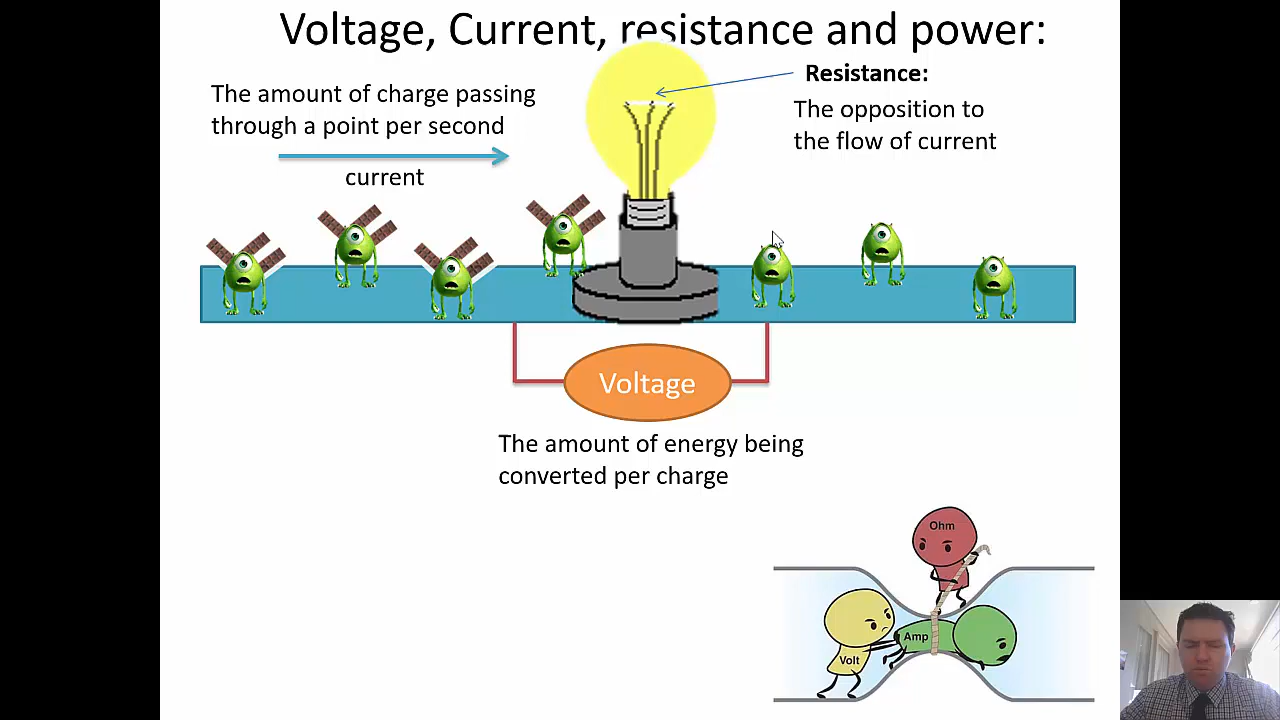 Voltage, Current, resistance and power:
The amount of charge passing
through a point per second
current
Resistance:
The opposition to
the flow of current
Voltage
The amount of energy being
converted per charge
Ohm
Amp
Volt